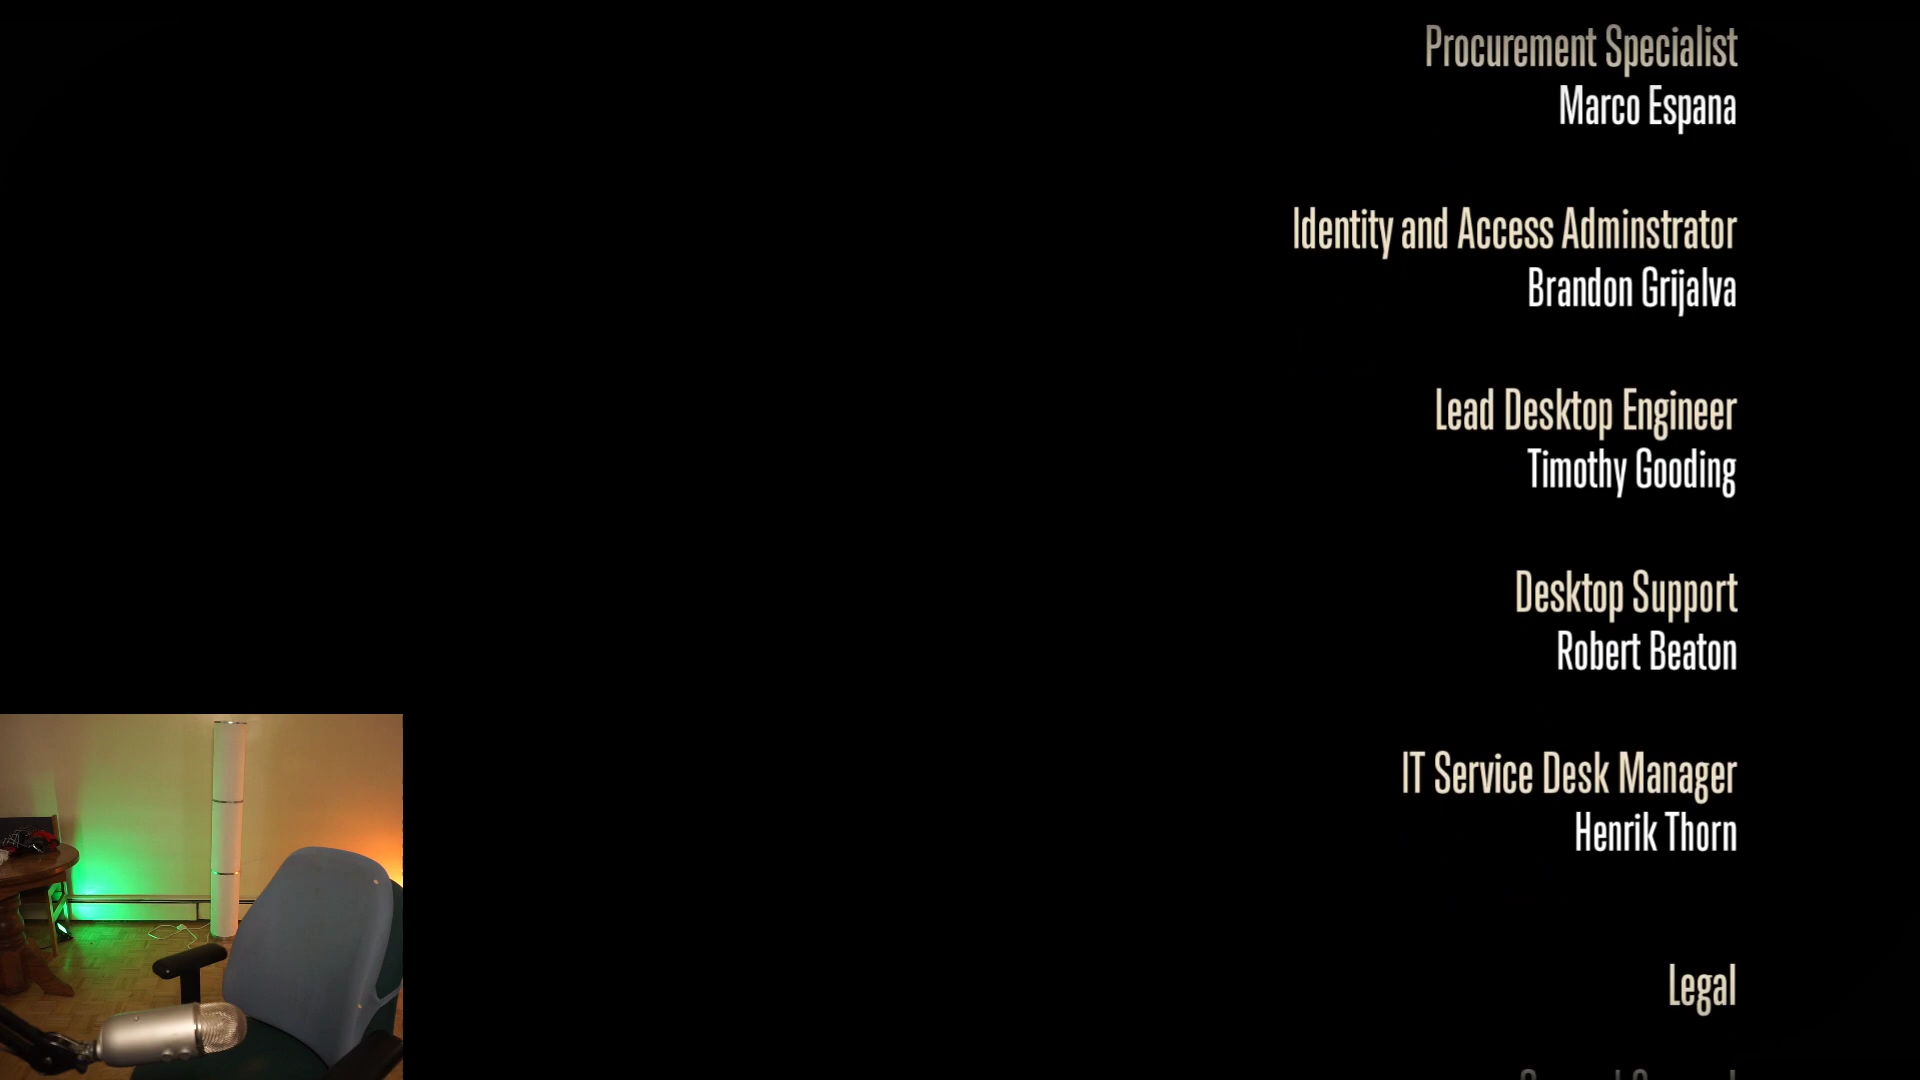 Procurement Specialist
Marco Espana
Identity and Access Adminstrator
Brandon Grijalva
Lead Desktop Engineer
Timothy Gooding
Desktop Support
Robert Beaton
IT Service Desk Manager
Henrik Thorn
Legal